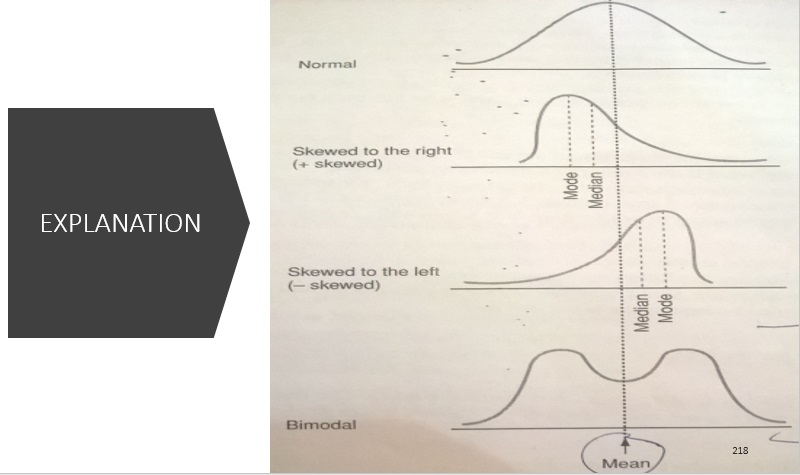 EXPLANATION
Normal
Skewed to the right
(+ skewed)
Mode
Median
Skewed to the left
(− skewed)
Median
Mode
Bimodal
Mean
218